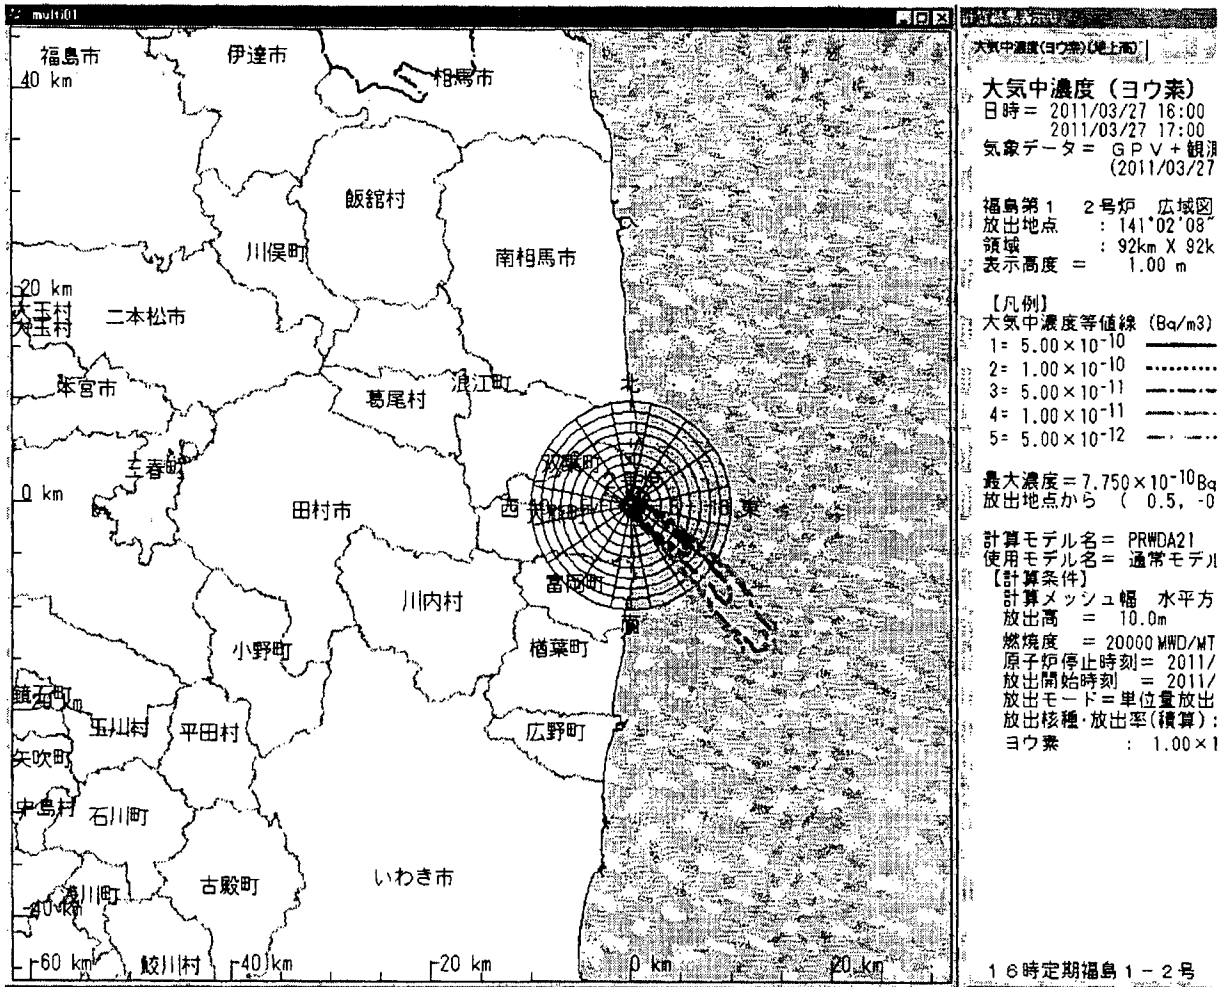 multi01
福島市
伊達市
相馬市
40 km
飯舘村
川俣町
南相馬市
20 km
大玉村
大玉村
二本松市
本宮市
浪江町
北
葛尾村
三春町
双葉町
0 km
田村市
西
東
富岡町
川内村
南
小野町
楢葉町
鏡石町
玉川村
平田村
広野町
矢吹町
中島村
石川町
浅川町
古殿町
いわき市
-40 km
-60 km
鮫川村
-40 km
-20 km
0 km
20 km
大気中濃度(ヨウ素)(地上高)
大気中濃度(ヨウ素)
日時= 2011/03/27 16:00
2011/03/27 17:00
気象データ= GPV+観測
(2011/03/27
福島第1 2号炉 広域図
放出地点 : 141°02'08"
領域 : 92km X 92k
表示高度 = 1.00 m
【凡例】
大気中濃度等値線 (Bq/m3)
1= 5.00×10⁻¹⁰
2= 1.00×10⁻¹⁰
3= 5.00×10⁻¹¹
4= 1.00×10⁻¹¹
5= 5.00×10⁻¹²
最大濃度=7.750×10⁻¹⁰Bq
放出地点から ( 0.5, -0
計算モデル名= PRWDA21
使用モデル名= 通常モデル
【計算条件】
計算メッシュ幅 水平方
放出高 = 10.0m
燃焼度 = 20000MWD/MT
原子炉停止時刻= 2011/
放出開始時刻 = 2011/
放出モード=単位量放出
放出核種・放出率(積算):
ヨウ素 : 1.00×1
16時定期福島1-2号